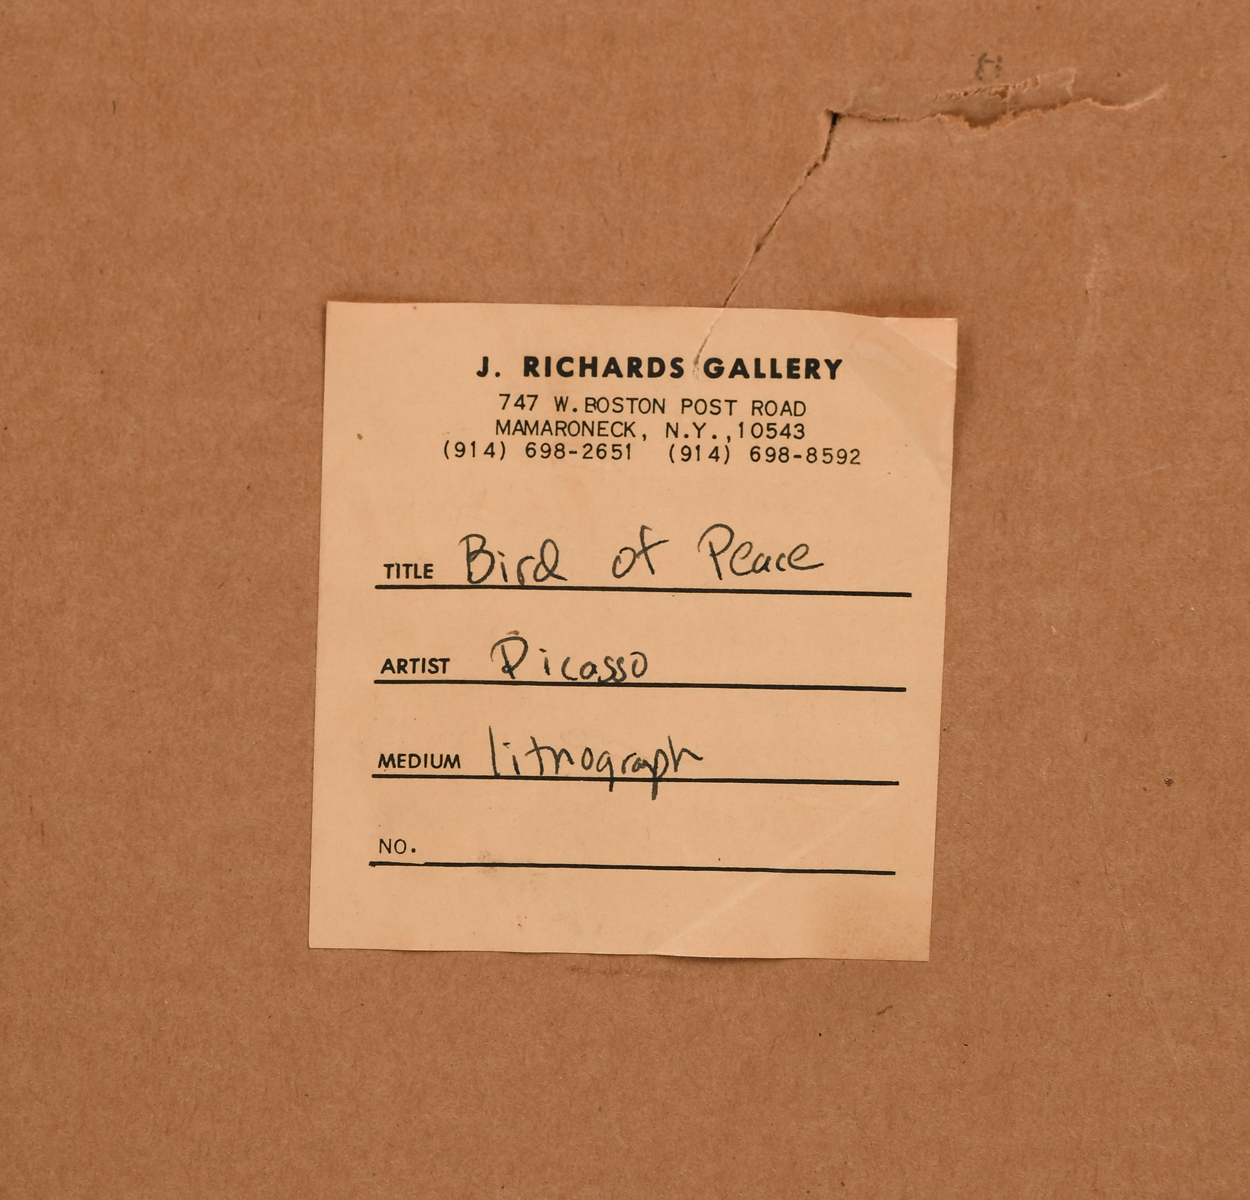 J. RICHARDS GALLERY
747 W. BOSTON POST ROAD
MAMARONECK, N.Y., 10543
(914) 698-2651 (914) 698-8592
TITLE Bird of Peace
ARTIST Picasso
MEDIUM lithograph
NO.